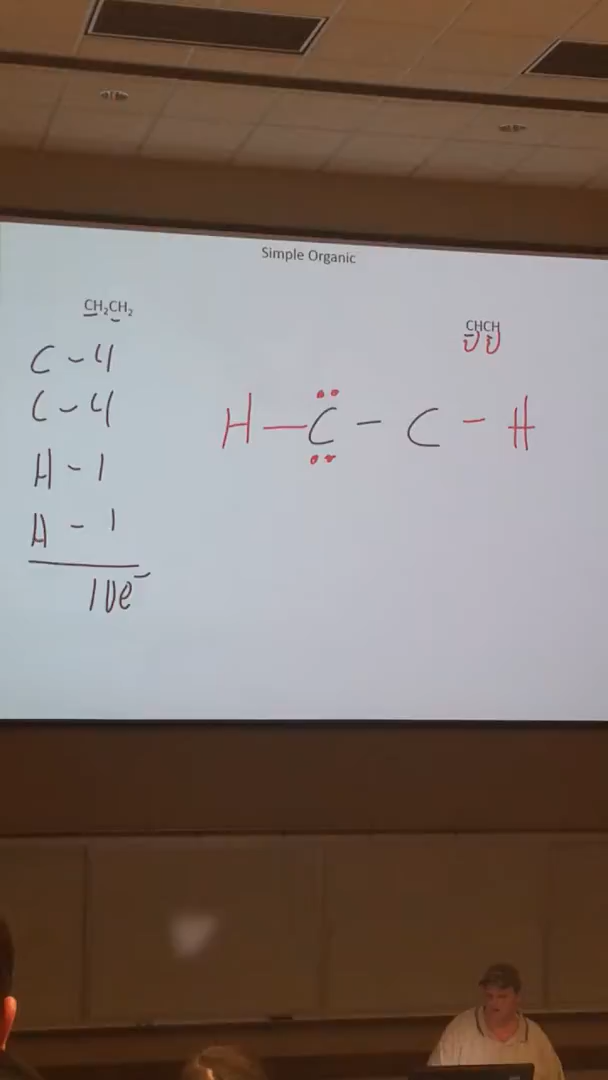 Simple Organic
CH₂CH₂
C - 4
C - 4
H - 1
H - 1
10e⁻
CHCH
H - C - C - H